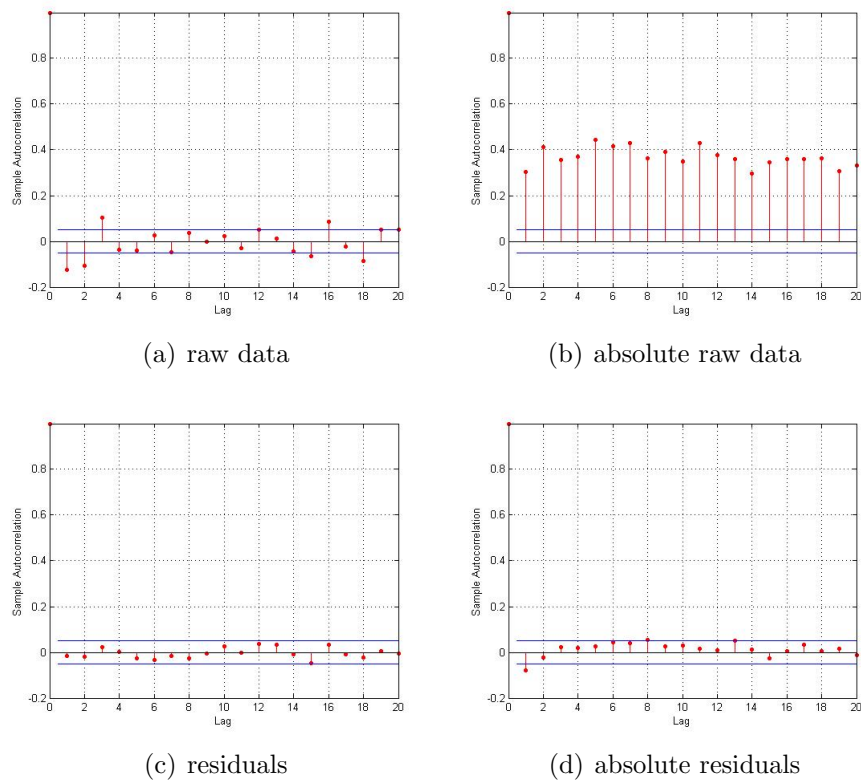 0.8
0.6
0.4
0.2
0
-0.2
Sample Autocorrelation
0 2 4 6 8 10 12 14 16 18 20
Lag
(a) raw data
0.8
0.6
0.4
0.2
0
-0.2
Sample Autocorrelation
0 2 4 6 8 10 12 14 16 18 20
Lag
(b) absolute raw data
0.8
0.6
0.4
0.2
0
-0.2
Sample Autocorrelation
0 2 4 6 8 10 12 14 16 18 20
Lag
(c) residuals
0.8
0.6
0.4
0.2
0
-0.2
Sample Autocorrelation
0 2 4 6 8 10 12 14 16 18 20
Lag
(d) absolute residuals